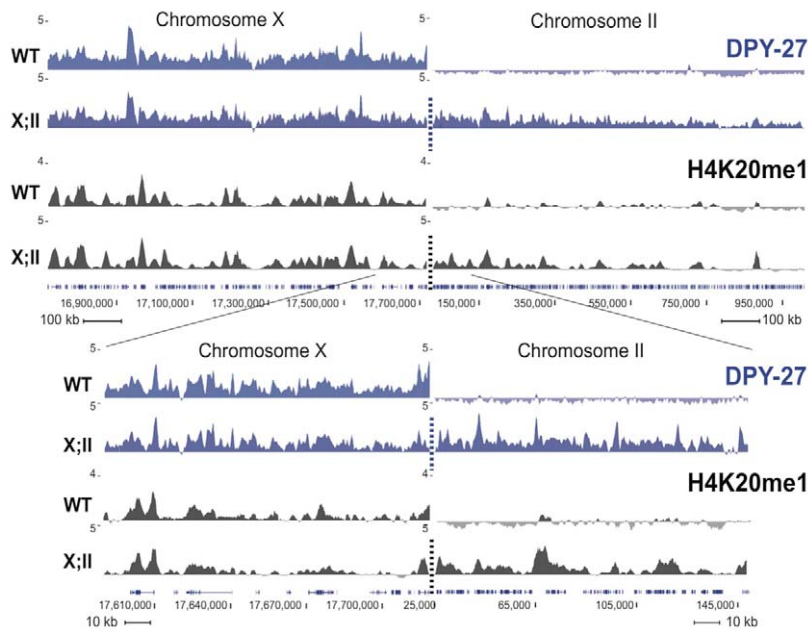 Chromosome X Chromosome II
5- 5-
WT DPY-27
5- 5-
X;II
4- 4-
WT H4K20me1
5- 5-
X;II
16,900,000 17,100,000 17,300,000 17,500,000 17,700,000 150,000 350,000 550,000 750,000 950,000
100 kb 100 kb
Chromosome X Chromosome II
5- 5-
WT DPY-27
5- 5-
X;II
4- 4-
WT H4K20me1
5- 5-
X;II
17,610,000 17,640,000 17,670,000 17,700,000 25,000 65,000 105,000 145,000
10 kb 10 kb